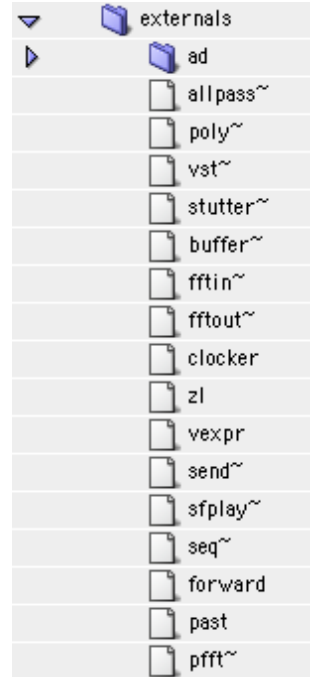 externals
ad
allpass~
poly~
vst~
stutter~
buffer~
fftin~
fftout~
clocker
zl
vexpr
send~
sfplay~
seq~
forward
past
pfft~